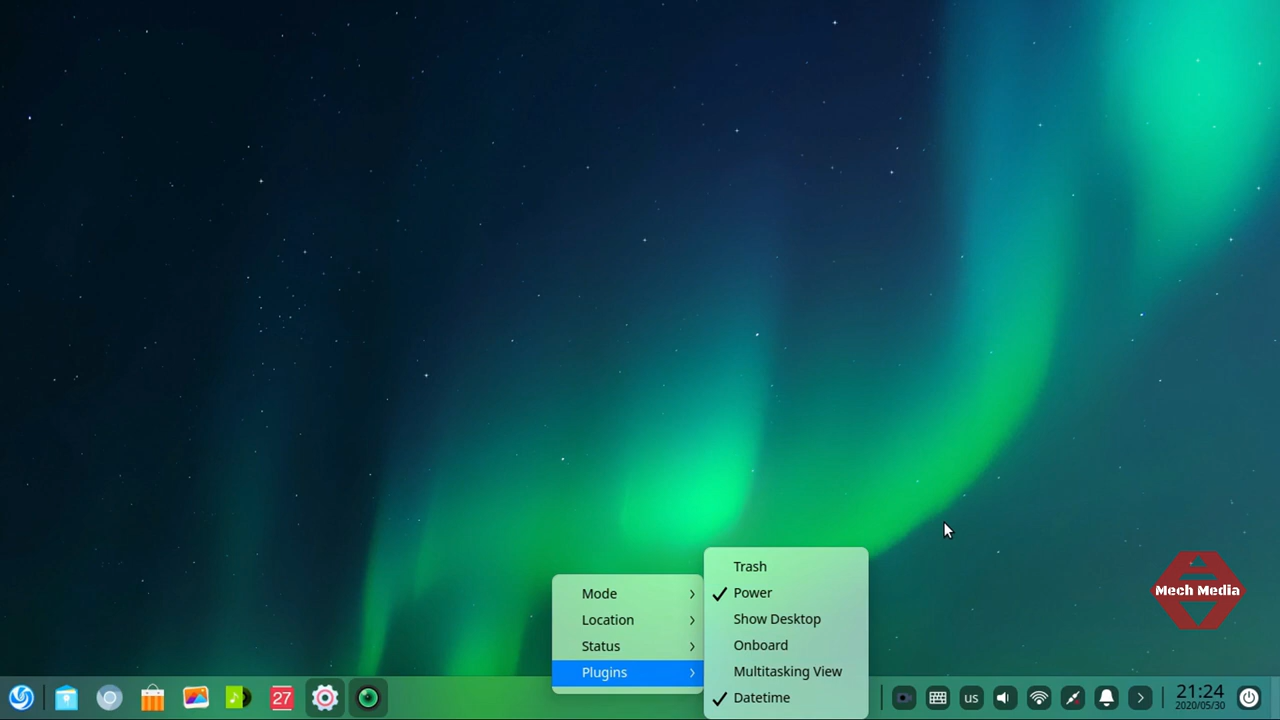 Trash
Power
Show Desktop
Onboard
Multitasking View
Datetime
Mode
Location
Status
Plugins
Mech Media
27
us
21:24
2020/05/30